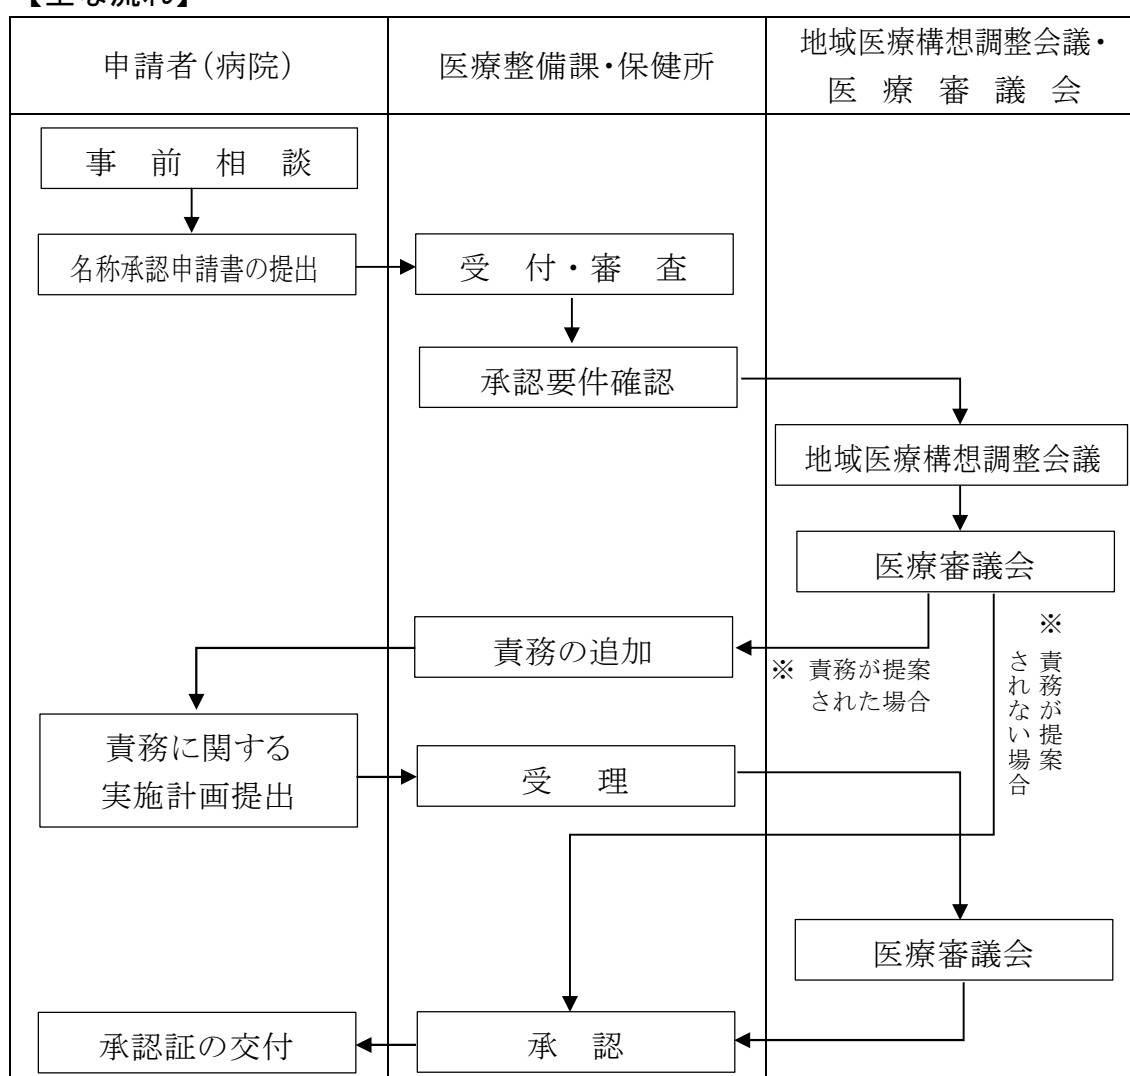 申請者（病院）
医療整備課・保健所
地域医療構想調整会議・
医療審議会
事前相談
名称承認申請書の提出
受付・審査
承認要件確認
地域医療構想調整会議
医療審議会
責務の追加
※ 責務が提案
された場合
※ 責務が提案
されない場合
責務に関する
実施計画提出
受理
医療審議会
承認証の交付
承認